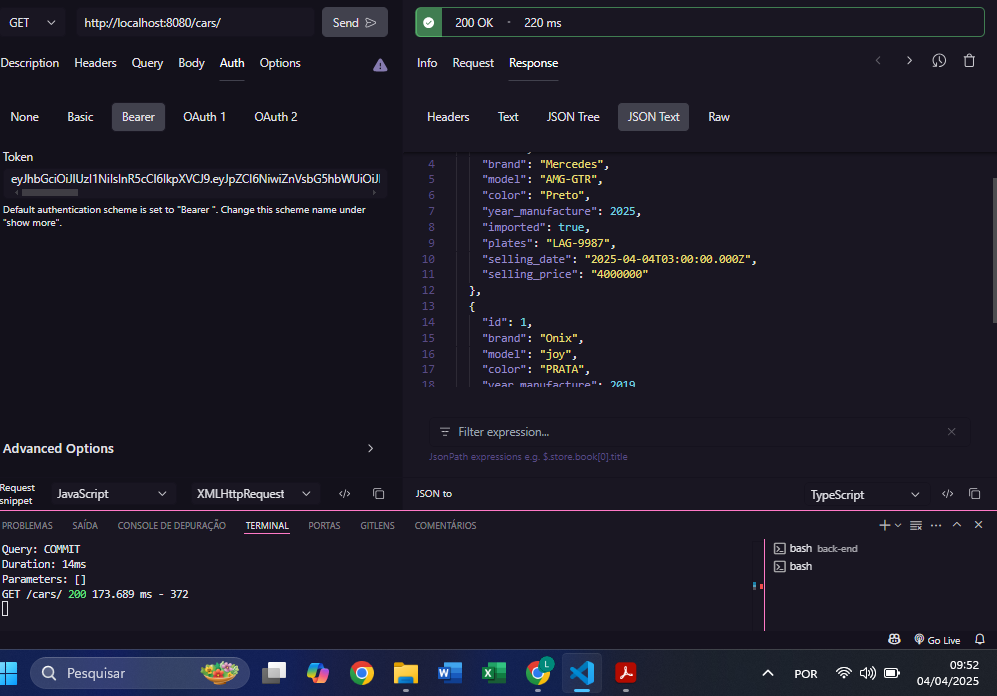 GET
http://localhost:8080/cars/
Send
200 OK · 220 ms
Description Headers Query Body Auth Options
Info Request Response
None Basic Bearer OAuth 1 OAuth 2
Headers Text JSON Tree JSON Text Raw
Token
Default authentication scheme is set to "Bearer ". Change this scheme name under
"show more".
4 "brand": "Mercedes",
5 "model": "AMG-GTR",
6 "color": "Preto",
7 "year_manufacture": 2025,
8 "imported": true,
9 "plates": "LAG-9987",
10 "selling_date": "2025-04-04T03:00:00.000Z",
11 "selling_price": "4000000"
12 },
13 {
14 "id": 1,
15 "brand": "Onix",
16 "model": "joy",
17 "color": "PRATA",
18 "year_manufacture": 2019
Filter expression...
JsonPath expressions e.g. $.store.book[0].title
Advanced Options
Request
snippet
JavaScript
XMLHttpRequest
JSON to
TypeScript
PROBLEMAS SAÍDA CONSOLE DE DEPURAÇÃO TERMINAL PORTAS GITLENS COMENTÁRIOS
Query: COMMIT
Duration: 14ms
Parameters: []
GET /cars/ 200 173.689 ms - 372
bash back-end
bash
Go Live
Pesquisar
L
POR
09:52
04/04/2025